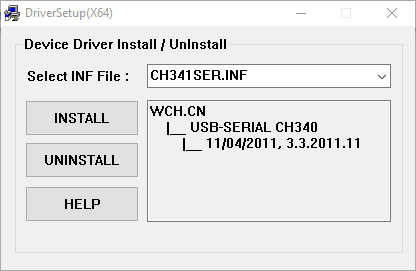 DriverSetup(X64)
Device Driver Install / UnInstall
Select INF File : CH341SER.INF
INSTALL
UNINSTALL
HELP
WCH.CN
|__ USB-SERIAL CH340
|__ 11/04/2011, 3.3.2011.11